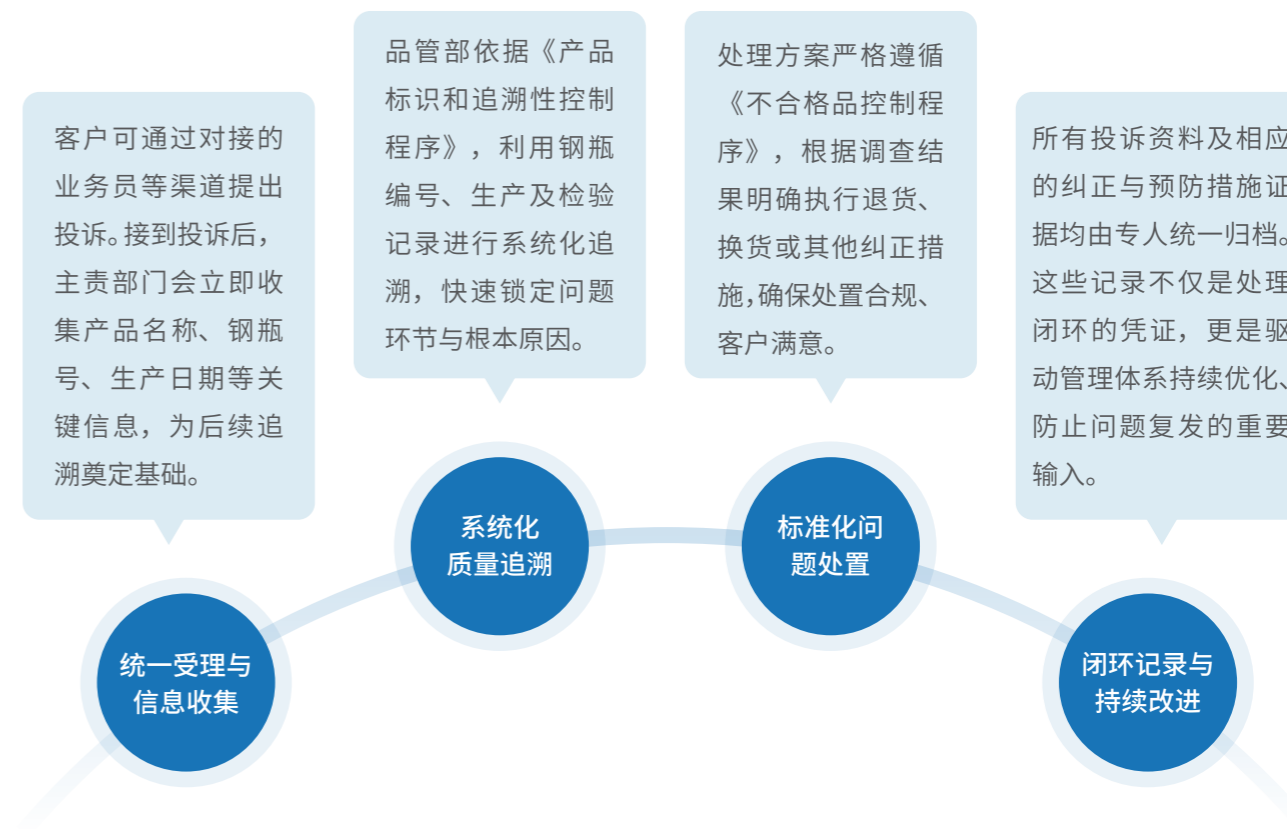 客户可通过对接的
业务员等渠道提出
投诉。接到投诉后，
主责部门会立即收
集产品名称、钢瓶
号、生产日期等关
键信息，为后续追
溯奠定基础。
品管部依据《产品
标识和追溯性控制
程序》，利用钢瓶
编号、生产及检验
记录进行系统化追
溯，快速锁定问题
环节与根本原因。
处理方案严格遵循
《不合格品控制程
序》，根据调查结
果明确执行退货、
换货或其他纠正措
施，确保处置合规、
客户满意。
所有投诉资料及相应
的纠正与预防措施证
据均由专人统一归档。
这些记录不仅是处理
闭环的凭证，更是驱
动管理体系持续优化、
防止问题复发的重要
输入。
统一受理与
信息收集
系统化
质量追溯
标准化问
题处置
闭环记录与
持续改进